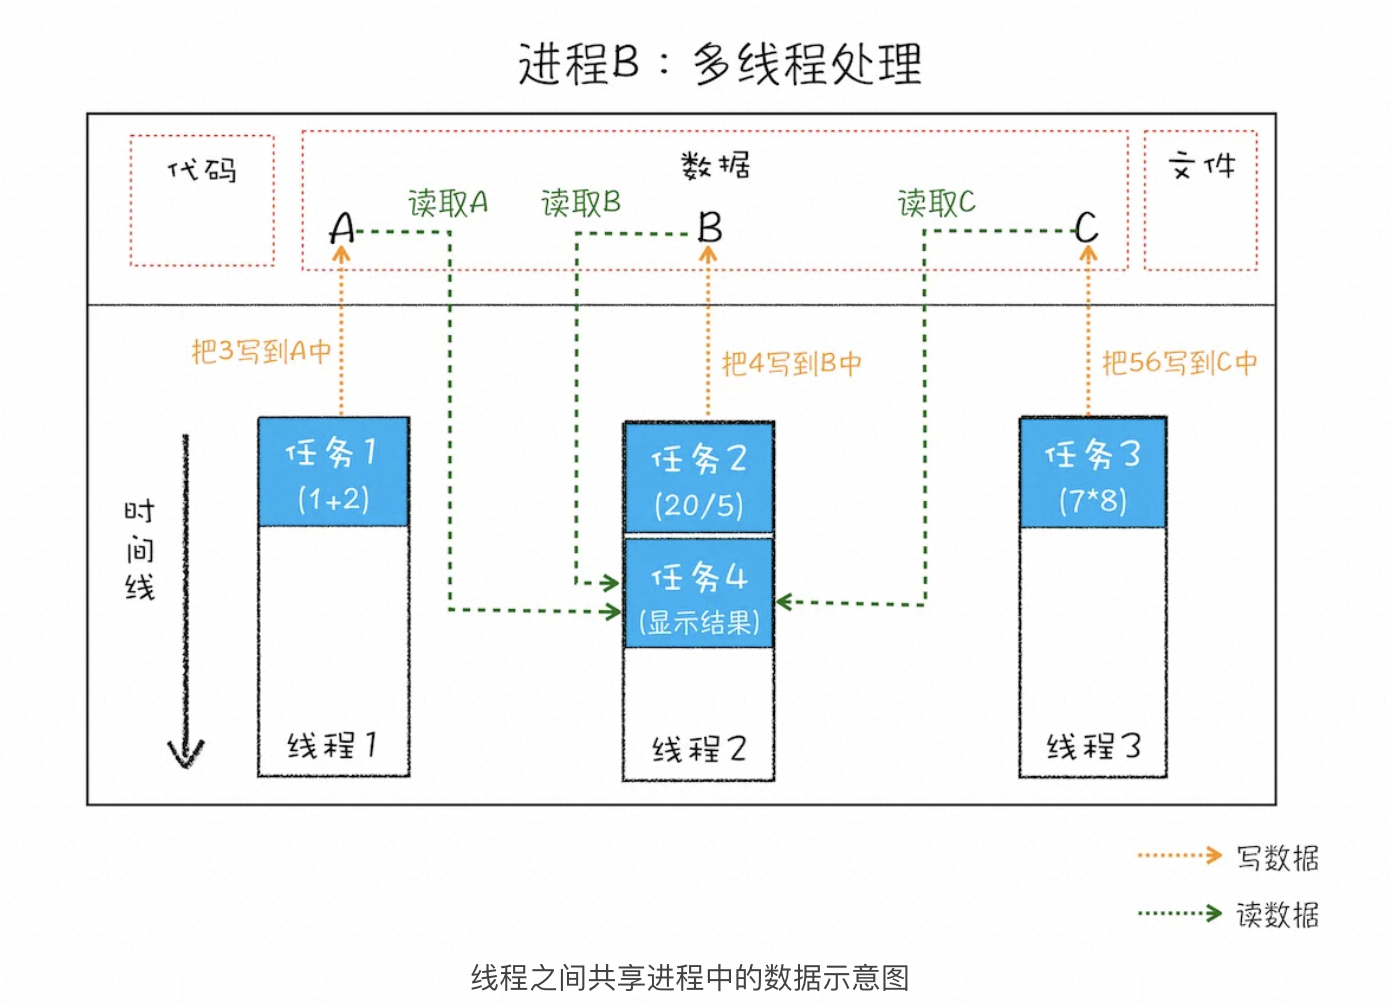 进程B：多线程处理
代码
数据
文件
读取A
读取B
读取C
A
B
C
把3写到A中
把4写到B中
把56写到C中
时间线
任务1
(1+2)
任务2
(20/5)
任务3
(7*8)
任务4
(显示结果)
线程1
线程2
线程3
写数据
读数据
线程之间共享进程中的数据示意图